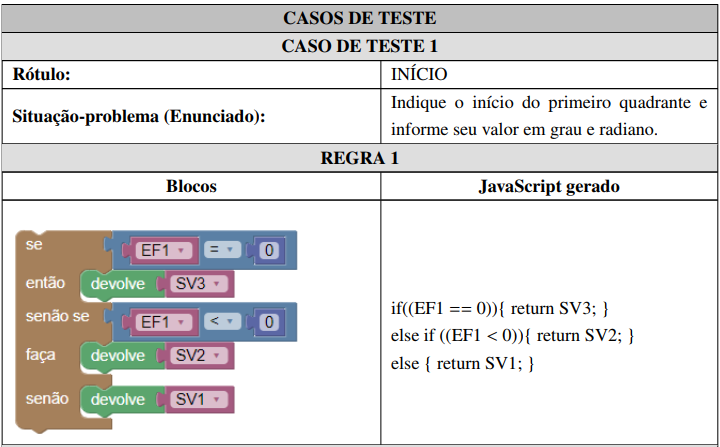 CASOS DE TESTE
CASO DE TESTE 1
Rótulo:
INÍCIO
Situação-problema (Enunciado):
Indique o início do primeiro quadrante e
informe seu valor em grau e radiano.
REGRA 1
Blocos
JavaScript gerado
se EF1 = 0
então devolve SV3
senão se EF1 < 0
faça devolve SV2
senão devolve SV1
if((EF1 == 0)){ return SV3; }
else if ((EF1 < 0)){ return SV2; }
else { return SV1; }